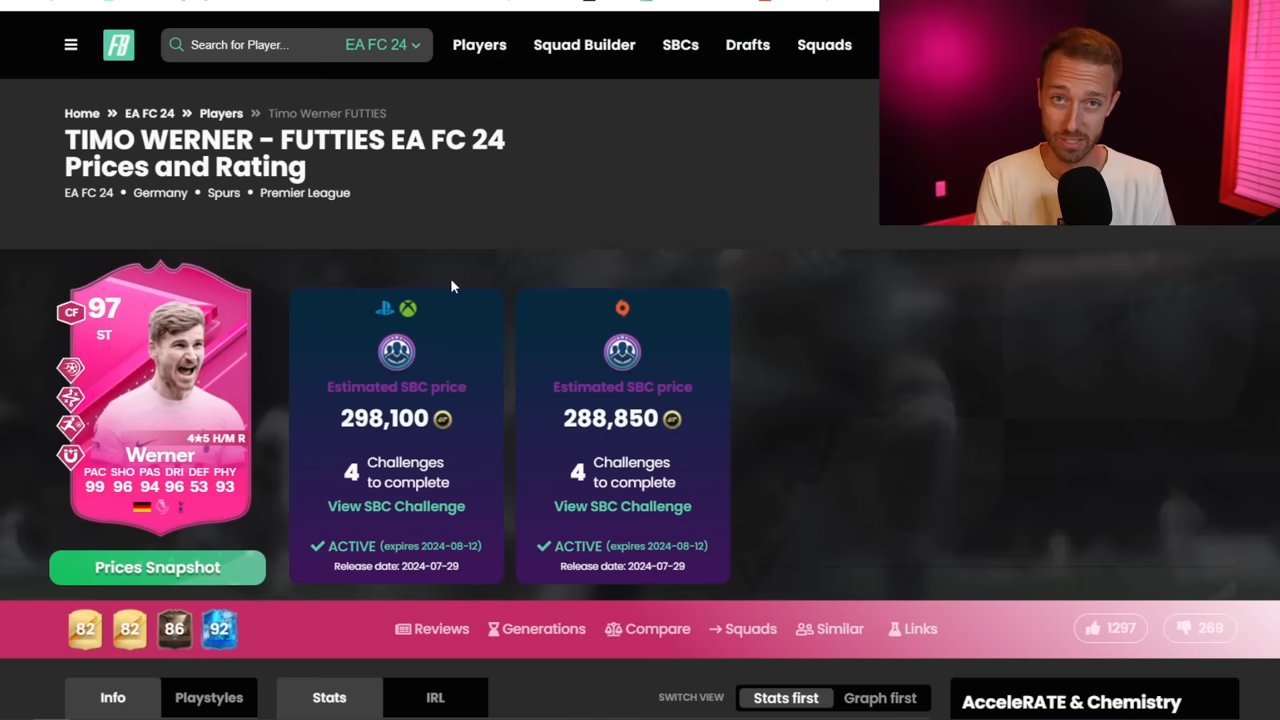 FB
Search for Player...
EA FC 24
Players
Squad Builder
SBCs
Drafts
Squads
Home » EA FC 24 » Players » Timo Werner FUTTIES
TIMO WERNER - FUTTIES EA FC 24
Prices and Rating
EA FC 24 • Germany • Spurs • Premier League
CF
97
ST
4★5 H/M R
Werner
PAC SHO PAS DRI DEF PHY
99 96 94 96 53 93
Prices Snapshot
Estimated SBC price
298,100
4
Challenges
to complete
View SBC Challenge
ACTIVE (expires 2024-08-12)
Release date: 2024-07-29
Estimated SBC price
288,850
4
Challenges
to complete
View SBC Challenge
ACTIVE (expires 2024-08-12)
Release date: 2024-07-29
82
82
86
92
Reviews
Generations
Compare
Squads
Similar
Links
1297
269
Info
Playstyles
Stats
IRL
SWITCH VIEW
Stats first
Graph first
AcceleRATE & Chemistry